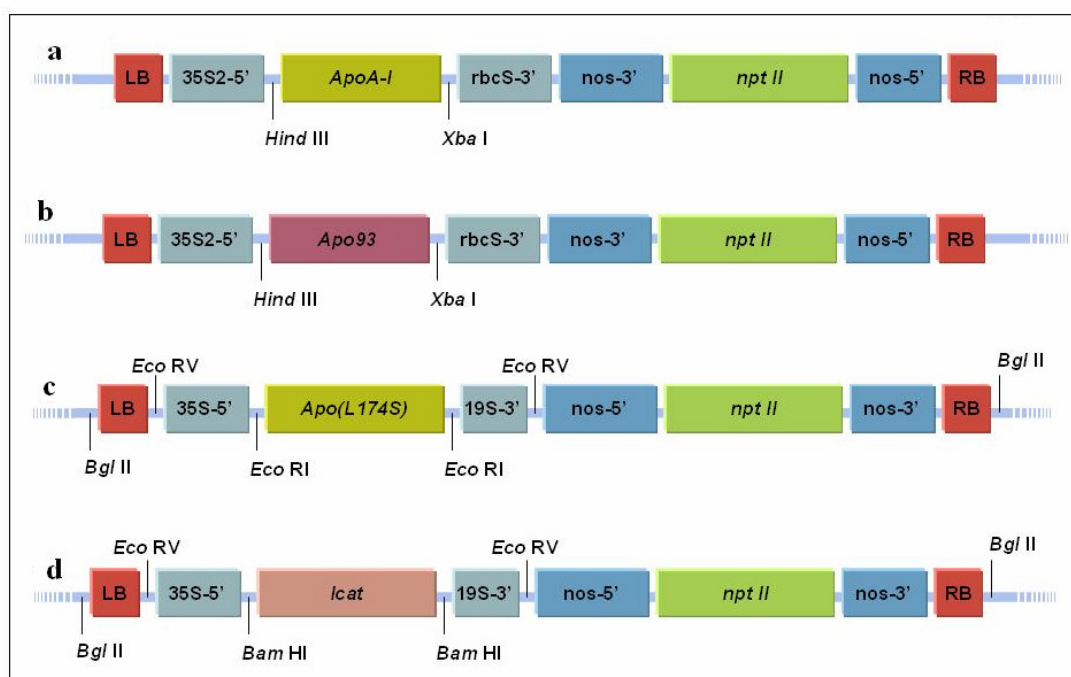 a
LB 35S2-5’ ApoA-I rbcS-3’ nos-3’ npt II nos-5’ RB
Hind III Xba I
b
LB 35S2-5’ Apo93 rbcS-3’ nos-3’ npt II nos-5’ RB
Hind III Xba I
Eco RV Eco RV Bgl II
c
LB 35S-5’ Apo(L174S) 19S-3’ nos-5’ npt II nos-3’ RB
Bgl II Eco RI Eco RI
Eco RV Eco RV Bgl II
d
LB 35S-5’ lcat 19S-3’ nos-5’ npt II nos-3’ RB
Bgl II Bam HI Bam HI